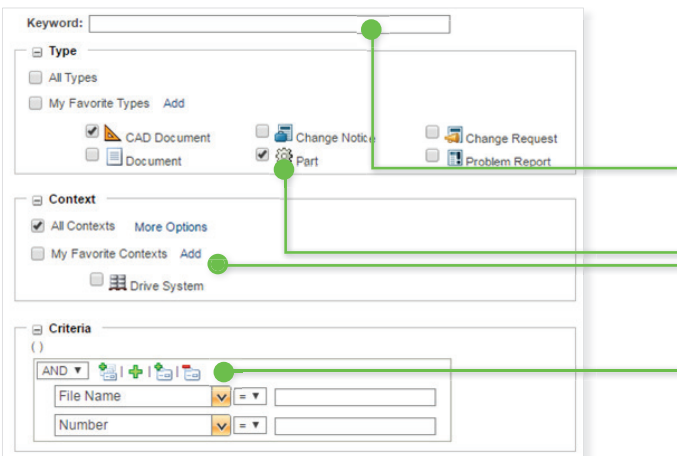 Keyword:
Type
All Types
My Favorite Types Add
CAD Document Change Notice Change Request
Document Part Problem Report
Context
All Contexts More Options
My Favorite Contexts Add
Drive System
Criteria
( )
AND
File Name =
Number =